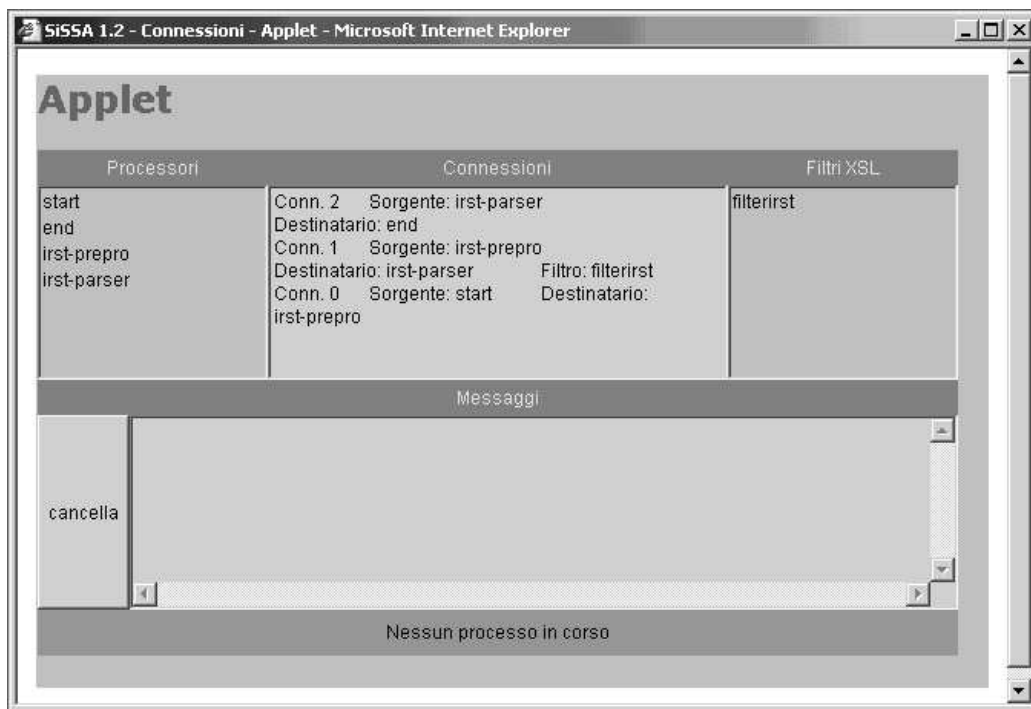 SiSSA 1.2 - Connessioni - Applet - Microsoft Internet Explorer
Applet
Processori
Connessioni
Filtri XSL
start
end
irst-prepro
irst-parser
Conn. 2 Sorgente: irst-parser
Destinatario: end
Conn. 1 Sorgente: irst-prepro
Destinatario: irst-parser Filtro: filterirst
Conn. 0 Sorgente: start Destinatario:
irst-prepro
filterirst
Messaggi
cancella
Nessun processo in corso